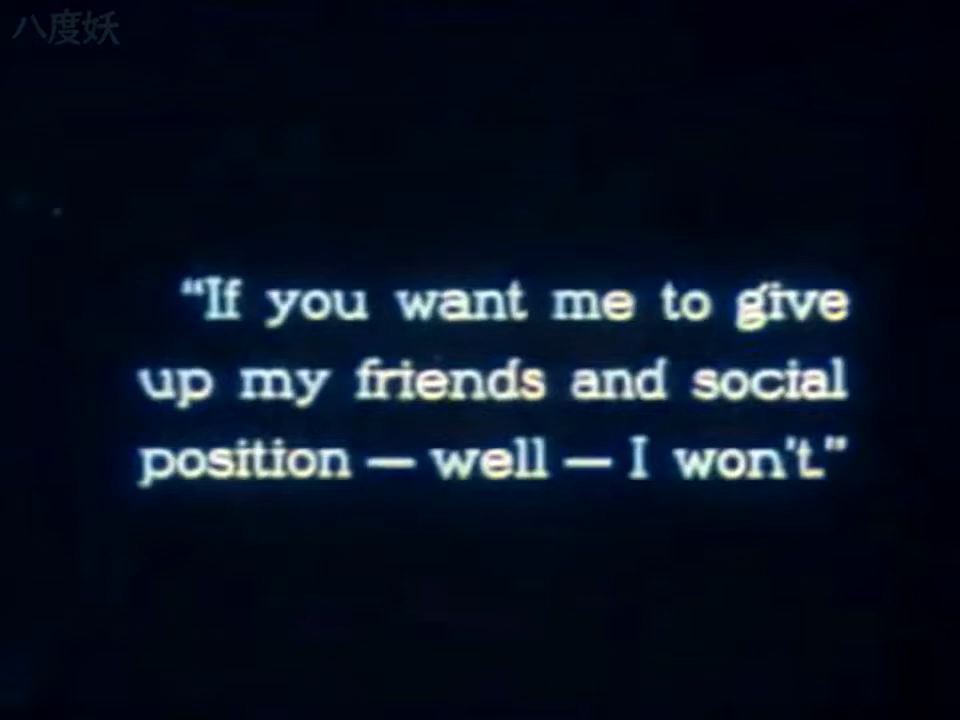 八度妖
“If you want me to give
up my friends and social
position — well — I won't.”